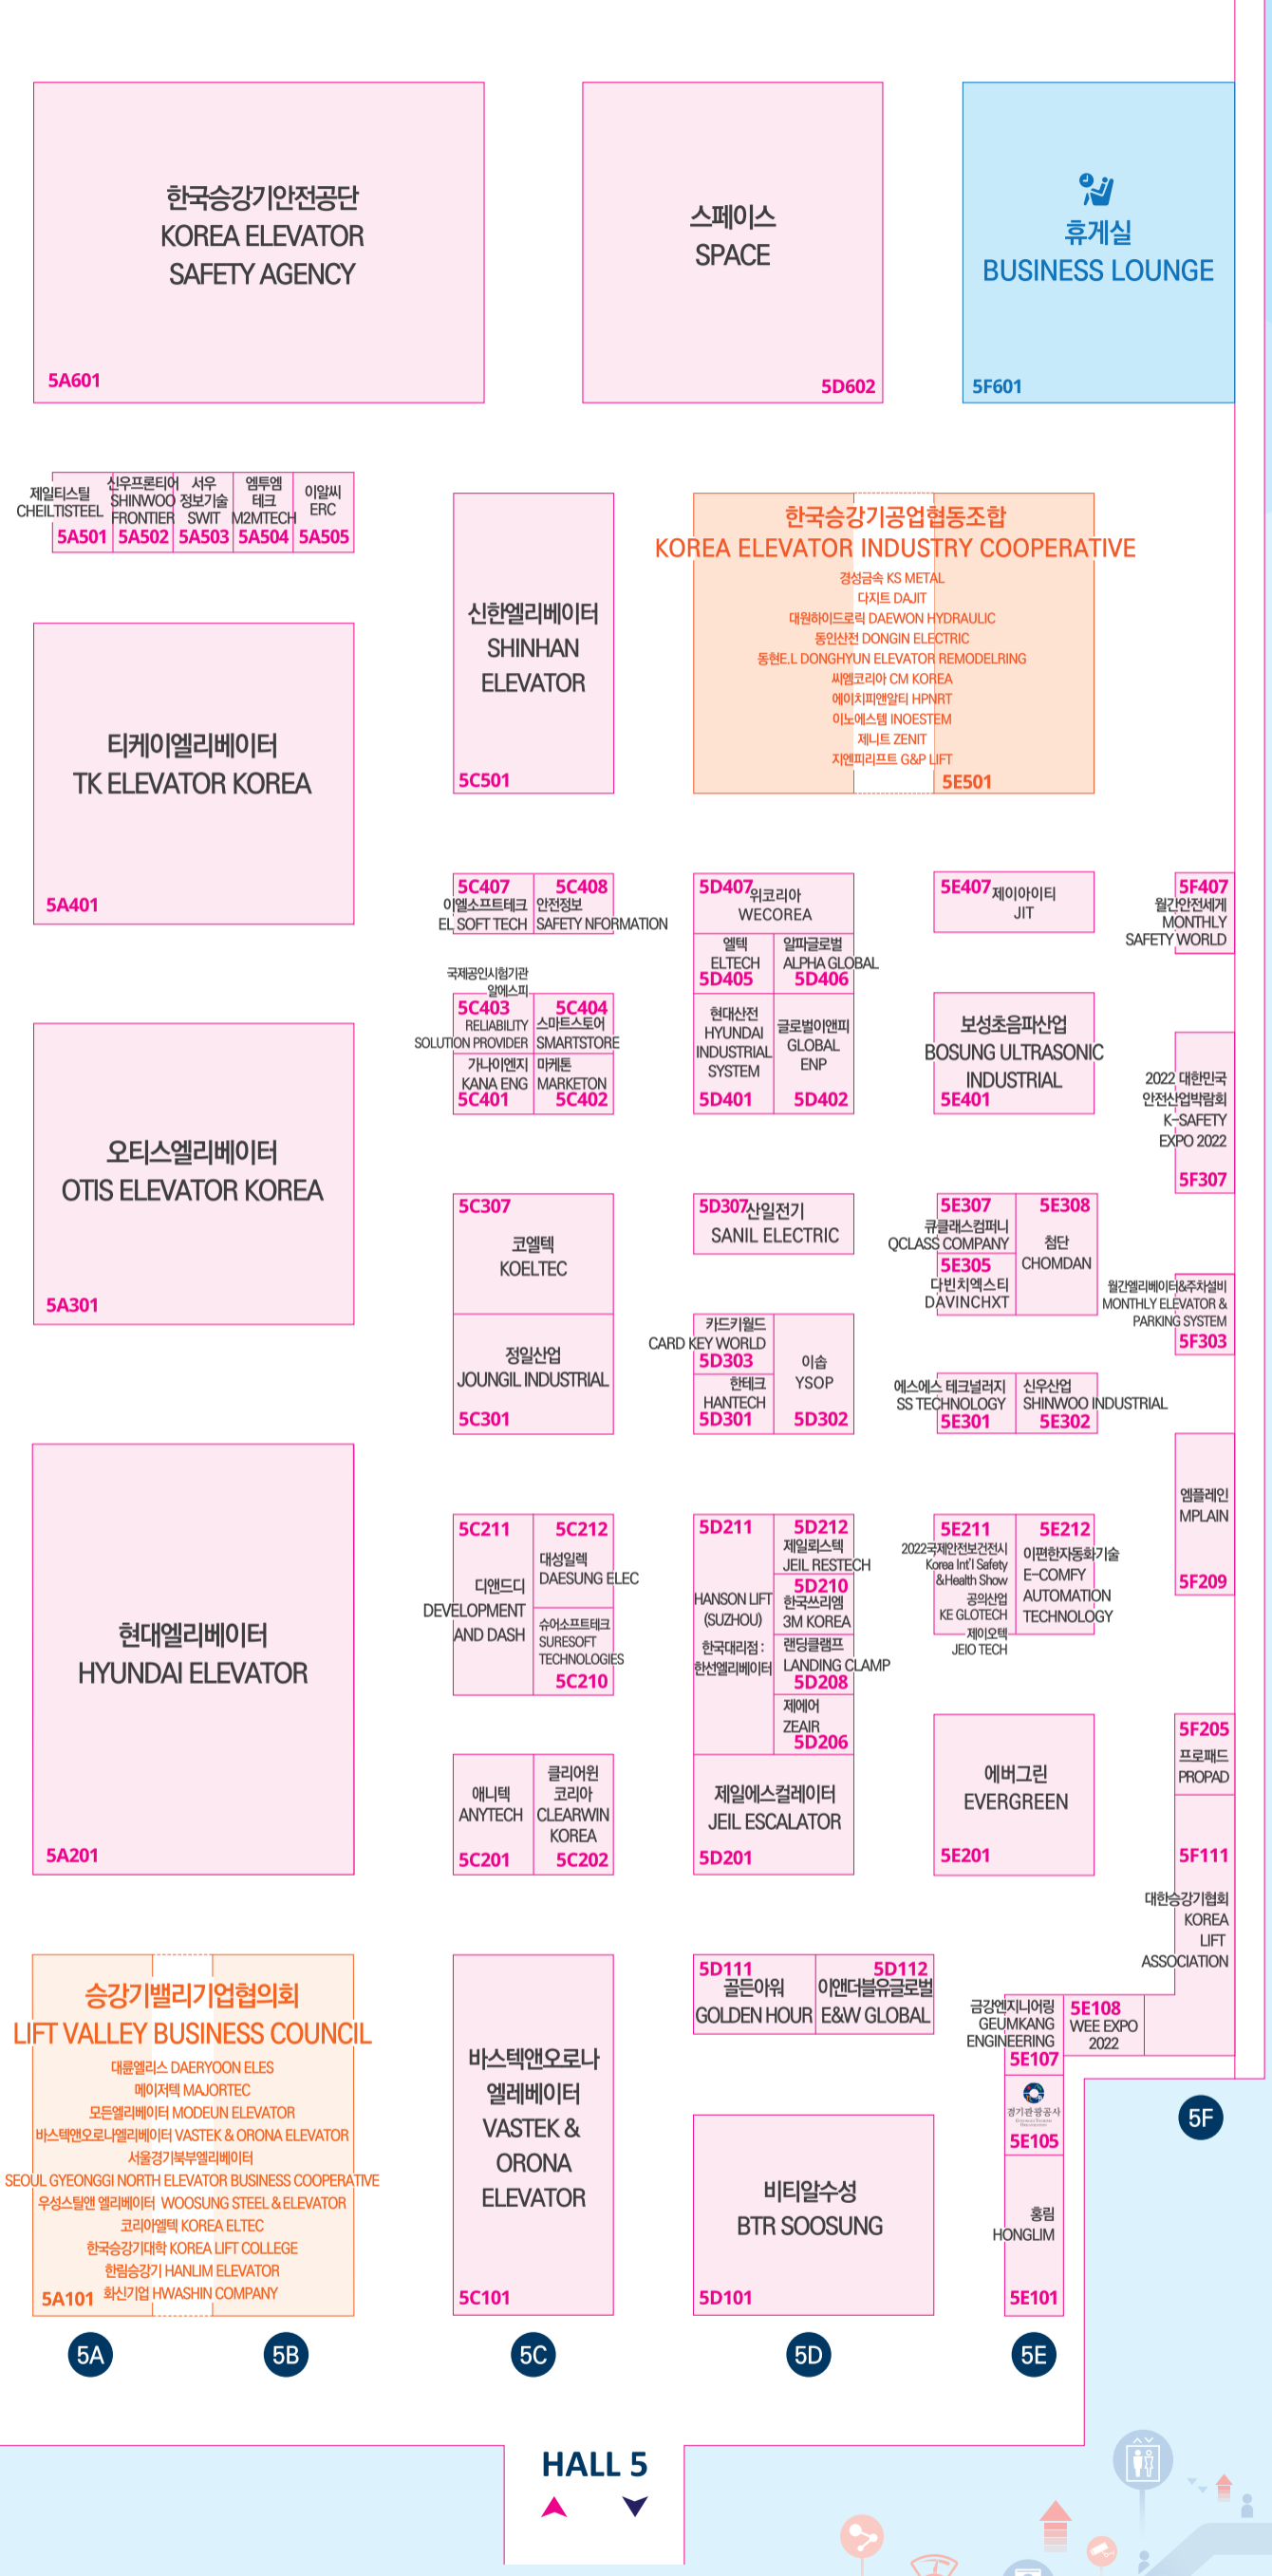 한국승강기안전공단
KOREA ELEVATOR
SAFETY AGENCY
5A601
스페이스
SPACE
5D602
휴게실
BUSINESS LOUNGE
5F601
제일티스틸
CHEILTISTEEL
5A501
신우프론티어
SHINWOO
FRONTIER
5A502
서우
정보기술
SWIT
5A503
엠투엠
테크
M2MTECH
5A504
이알씨
ERC
5A505
신한엘리베이터
SHINHAN
ELEVATOR
5C501
한국승강기공업협동조합
KOREA ELEVATOR INDUSTRY COOPERATIVE
경성금속 KS METAL
다지트 DAJIT
대원하이드로릭 DAEWON HYDRAULIC
동인산전 DONGIN ELECTRIC
동현E.L DONGHYUN ELEVATOR REMODELRING
씨엠코리아 CM KOREA
에이치피앤알티 HPNRT
이노에스템 INOESTEM
제니트 ZENIT
지엔피리프트 G&P LIFT
5E501
티케이엘리베이터
TK ELEVATOR KOREA
5A401
5C407
이엘소프트테크
EL SOFT TECH
5C408
안전정보
SAFETY NFORMATION
5D407
위코리아
WECOREA
엘텍
ELTECH
5D405
알파글로벌
ALPHA GLOBAL
5D406
5E407
제이아이티
JIT
5F407
월간안전세계
MONTHLY
SAFETY WORLD
국제공인시험기관
알에스피
5C403
RELIABILITY
SOLUTION PROVIDER
5C404
스마트스토어
SMARTSTORE
가나이엔지
KANA ENG
5C401
마케톤
MARKETON
5C402
현대산전
HYUNDAI
INDUSTRIAL
SYSTEM
5D401
글로벌이앤피
GLOBAL
ENP
5D402
보성초음파산업
BOSUNG ULTRASONIC
INDUSTRIAL
5E401
2022 대한민국
안전산업박람회
K-SAFETY
EXPO 2022
5F307
오티스엘리베이터
OTIS ELEVATOR KOREA
5A301
5C307
코엘텍
KOELTEC
정일산업
JOUNGIL INDUSTRIAL
5C301
5D307
산일전기
SANIL ELECTRIC
카드키월드
CARD KEY WORLD
5D303
한테크
HANTECH
5D301
이솝
YSOP
5D302
5E307
큐클래스컴퍼니
QCLASS COMPANY
5E305
다빈치엑스티
DAVINCHXT
5E308
첨단
CHOMDAN
월간엘리베이터&주차설비
MONTHLY ELEVATOR &
PARKING SYSTEM
5F303
에스에스 테크널러지
SS TECHNOLOGY
5E301
신우산업
SHINWOO INDUSTRIAL
5E302
엠플레인
MPLAIN
5F209
현대엘리베이터
HYUNDAI ELEVATOR
5A201
5C211
디앤드디
DEVELOPMENT
AND DASH
5C212
대성일렉
DAESUNG ELEC
슈어소프트테크
SURESOFT
TECHNOLOGIES
5C210
5D211
HANSON LIFT
(SUZHOU)
한국대리점 :
한선엘리베이터
5D212
제일뢰스텍
JEIL RESTECH
5D210
한국쓰리엠
3M KOREA
랜딩클램프
LANDING CLAMP
5D208
제에어
ZEAIR
5D206
5E211
2022국제안전보건전시
Korea Int'l Safety
&Health Show
공의산업
KE GLOTECH
제이오텍
JEIO TECH
5E212
이편한자동화기술
E-COMFY
AUTOMATION
TECHNOLOGY
애니텍
ANYTECH
5C201
클리어윈
코리아
CLEARWIN
KOREA
5C202
제일에스컬레이터
JEIL ESCALATOR
5D201
에버그린
EVERGREEN
5E201
5F205
프로패드
PROPAD
5F111
대한승강기협회
KOREA
LIFT
ASSOCIATION
승강기밸리기업협의회
LIFT VALLEY BUSINESS COUNCIL
대륜엘리스 DAERYOON ELES
메이저텍 MAJORTEC
모든엘리베이터 MODEUN ELEVATOR
바스텍앤오로나엘리베이터 VASTEK & ORONA ELEVATOR
서울경기북부엘리베이터
SEOUL GYEONGGI NORTH ELEVATOR BUSINESS COOPERATIVE
우성스틸앤 엘리베이터 WOOSUNG STEEL & ELEVATOR
코리아엘텍 KOREA ELTEC
한국승강기대학 KOREA LIFT COLLEGE
한림승강기 HANLIM ELEVATOR
화신기업 HWASHIN COMPANY
5A101
바스텍앤오로나
엘레베이터
VASTEK &
ORONA
ELEVATOR
5C101
5D111
골든아워
GOLDEN HOUR
5D112
이앤더블유글로벌
E&W GLOBAL
비티알수성
BTR SOOSUNG
5D101
금강엔지니어링
GEUMKANG
ENGINEERING
5E107
5E108
WEE EXPO
2022
경기관광공사
5E105
홍림
HONGLIM
5E101
5A
5B
5C
5D
5E
5F
HALL 5